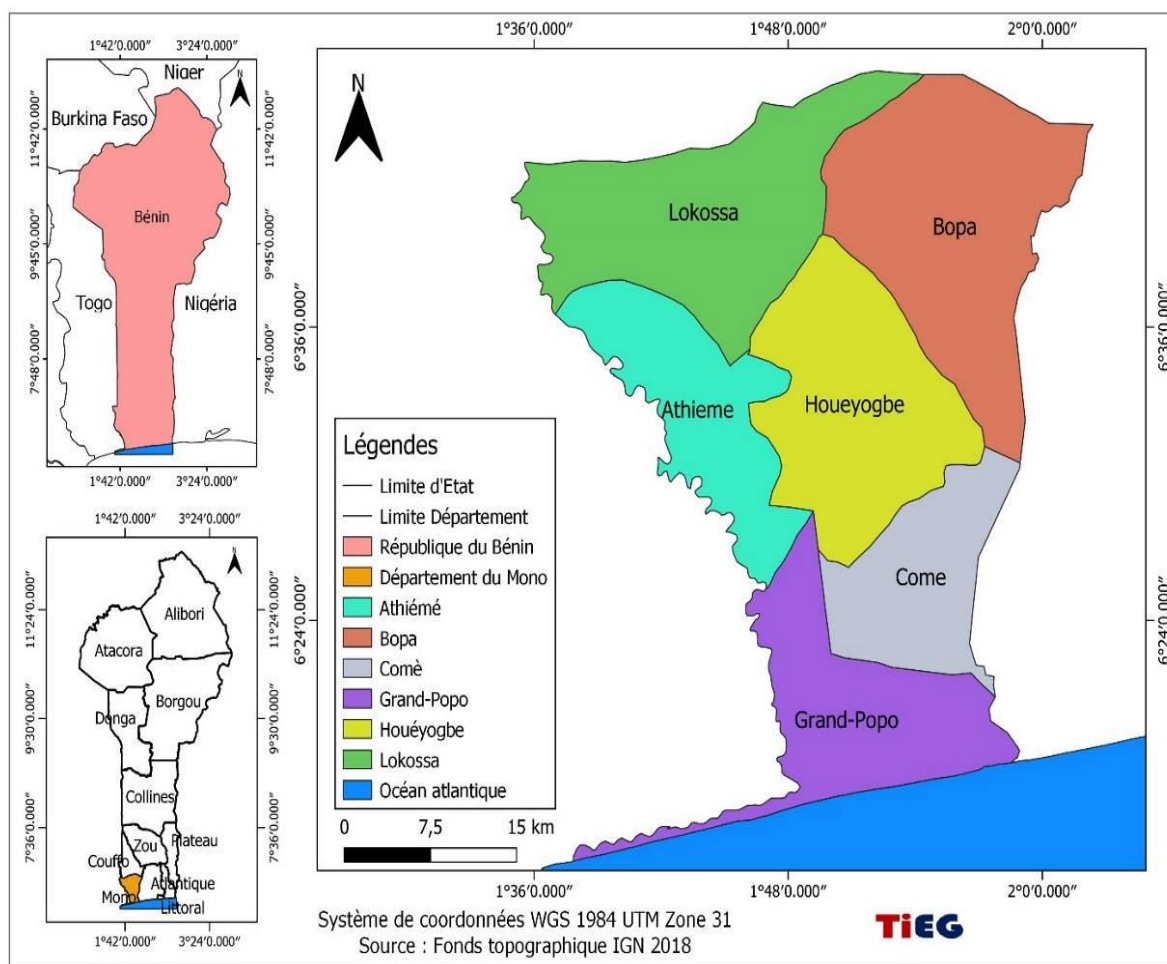 1°42'0.000" 3°24'0.000"
Niger
N
Burkina Faso
Bénin
Togo
Nigéria
11°42'0.000"
9°45'0.000"
7°48'0.000"
11°42'0.000"
9°45'0.000"
7°48'0.000"
1°42'0.000" 3°24'0.000"
1°42'0.000" 3°24'0.000"
N
Alibori
Atacora
Borgou
Donga
Collines
Zou
Plateau
Couffo
Atlantique
Mono
Littoral
11°24'0.000"
9°30'0.000"
7°36'0.000"
11°24'0.000"
9°30'0.000"
7°36'0.000"
1°42'0.000" 3°24'0.000"
1°36'0.000" 1°48'0.000" 2°0'0.000"
N
Lokossa
Bopa
Athieme
Houeyogbe
Come
Grand-Popo
6°36'0.000"
6°24'0.000"
6°36'0.000"
6°24'0.000"
Légendes
Limite d'Etat
Limite Département
République du Bénin
Département du Mono
Athiémé
Bopa
Comè
Grand-Popo
Houéyogbe
Lokossa
Océan atlantique
0 7,5 15 km
1°36'0.000" 1°48'0.000" 2°0'0.000"
Système de coordonnées WGS 1984 UTM Zone 31
Source : Fonds topographique IGN 2018
TiEG